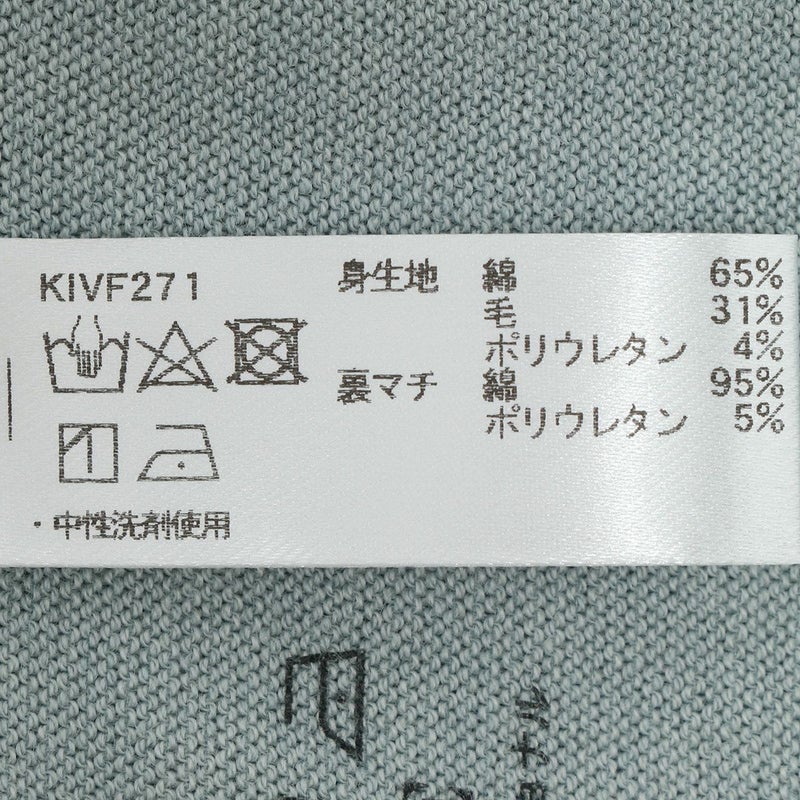 KIVF271
身生地 綿 65%
毛 31%
ポリウレタン 4%
裏マチ 綿 95%
ポリウレタン 5%
・中性洗剤使用